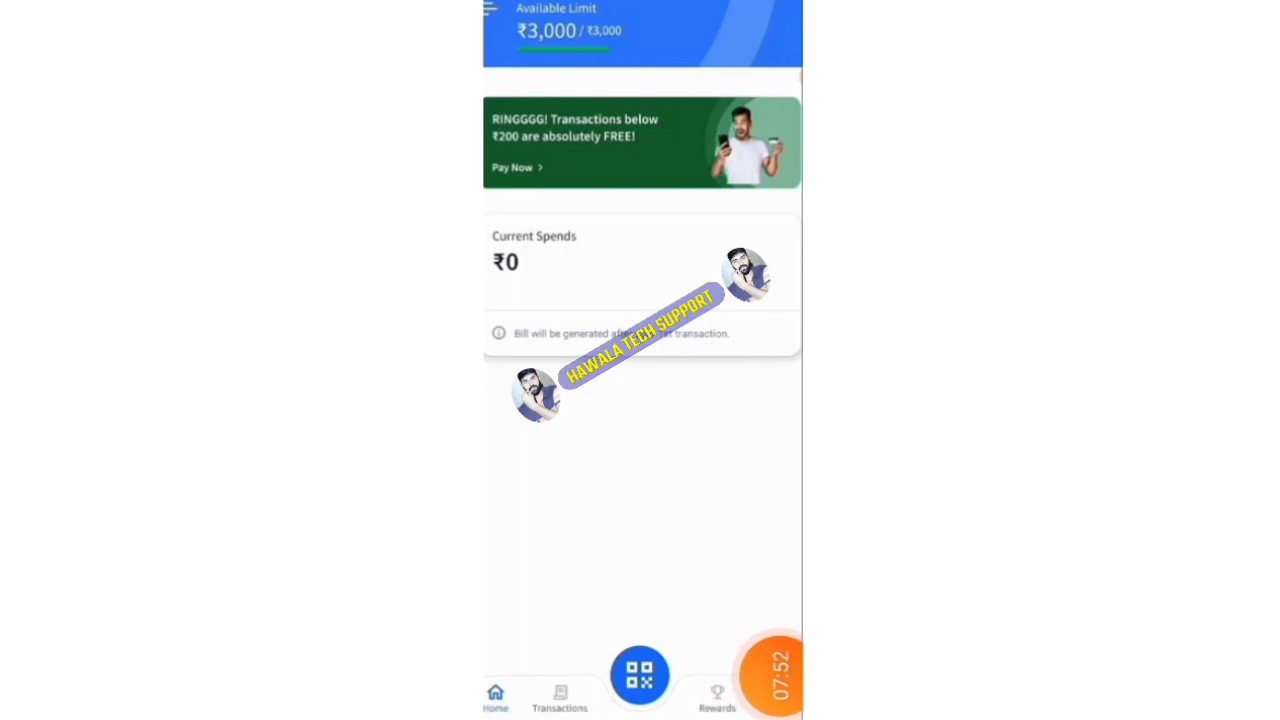 Available Limit
₹3,000 / ₹3,000
RINGGGG! Transactions below
₹200 are absolutely FREE!
Pay Now >
Current Spends
₹0
HAWALA TECH SUPPORT
Bill will be generated transaction.
Home
Transactions
Rewards
07:52